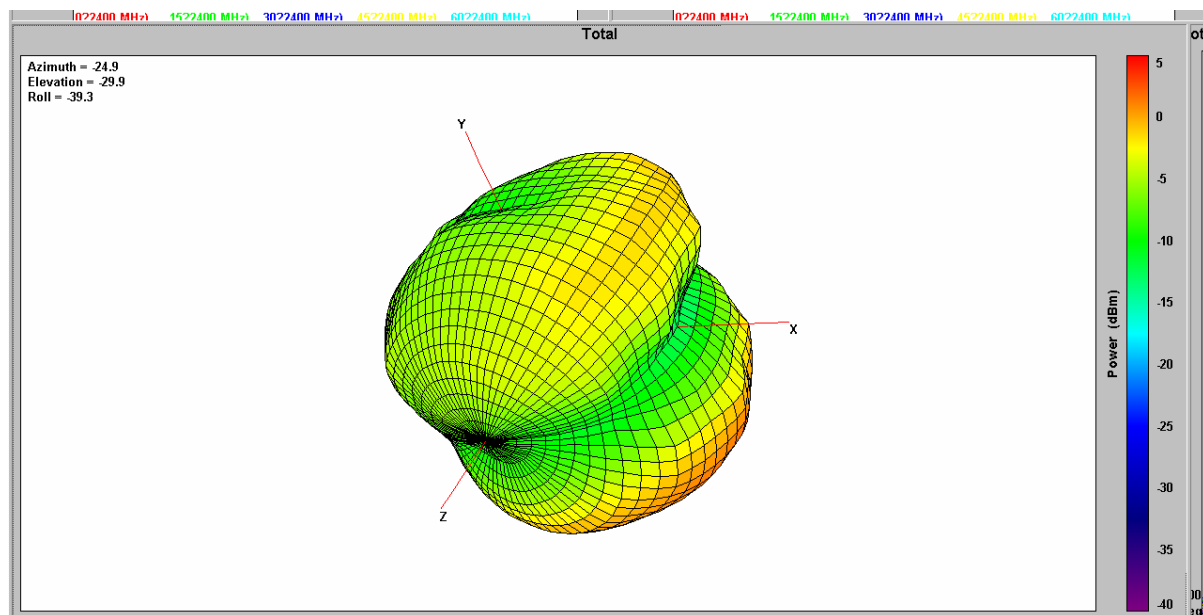 022400 MHz) 1522400 MHz) 3022400 MHz) 4522400 MHz) 6022400 MHz) 022400 MHz) 1522400 MHz) 3022400 MHz) 4522400 MHz) 6022400 MHz)
Total
ot
Azimuth = -24.9
Elevation = -29.9
Roll = -39.3
Y
X
Z
5
0
-5
-10
-15
-20
-25
-30
-35
-40
Power (dBm)